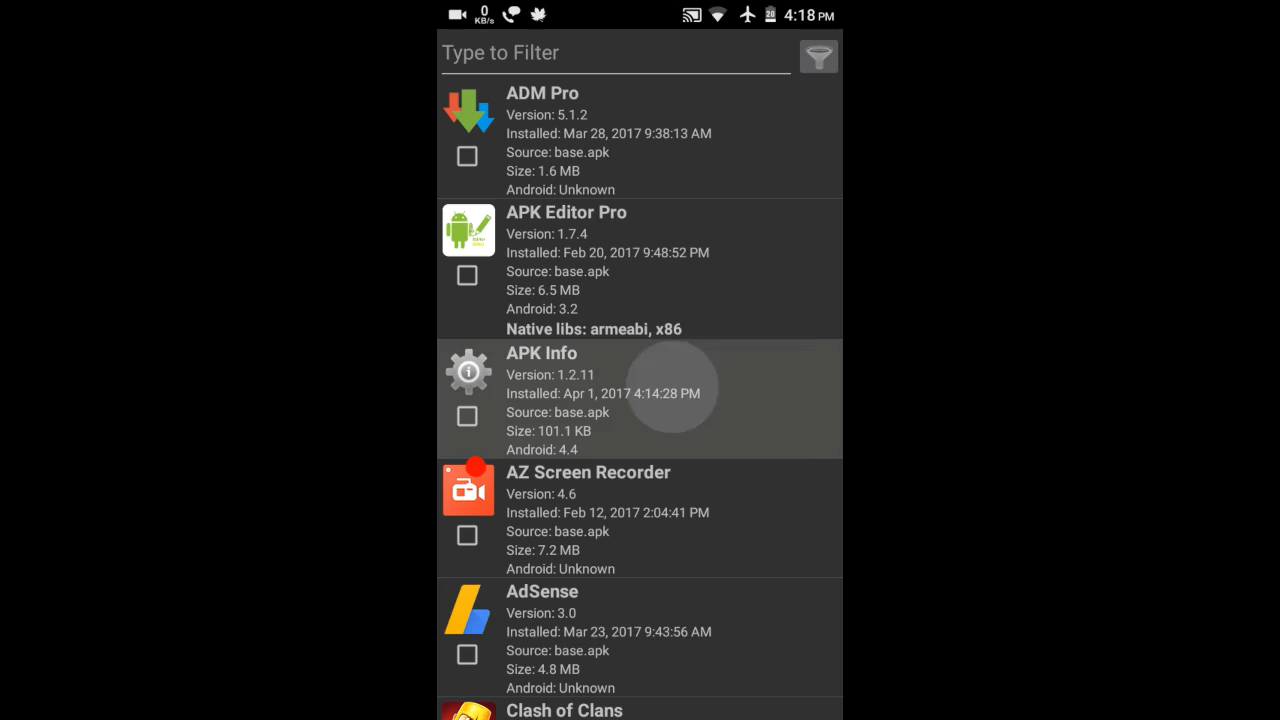 0
KB/s
20
4:18 PM
Type to Filter
ADM Pro
Version: 5.1.2
Installed: Mar 28, 2017 9:38:13 AM
Source: base.apk
Size: 1.6 MB
Android: Unknown
APK Editor Pro
Version: 1.7.4
Installed: Feb 20, 2017 9:48:52 PM
Source: base.apk
Size: 6.5 MB
Android: 3.2
Native libs: armeabi, x86
APK Info
Version: 1.2.11
Installed: Apr 1, 2017 4:14:28 PM
Source: base.apk
Size: 101.1 KB
Android: 4.4
AZ Screen Recorder
Version: 4.6
Installed: Feb 12, 2017 2:04:41 PM
Source: base.apk
Size: 7.2 MB
Android: Unknown
AdSense
Version: 3.0
Installed: Mar 23, 2017 9:43:56 AM
Source: base.apk
Size: 4.8 MB
Android: Unknown
Clash of Clans